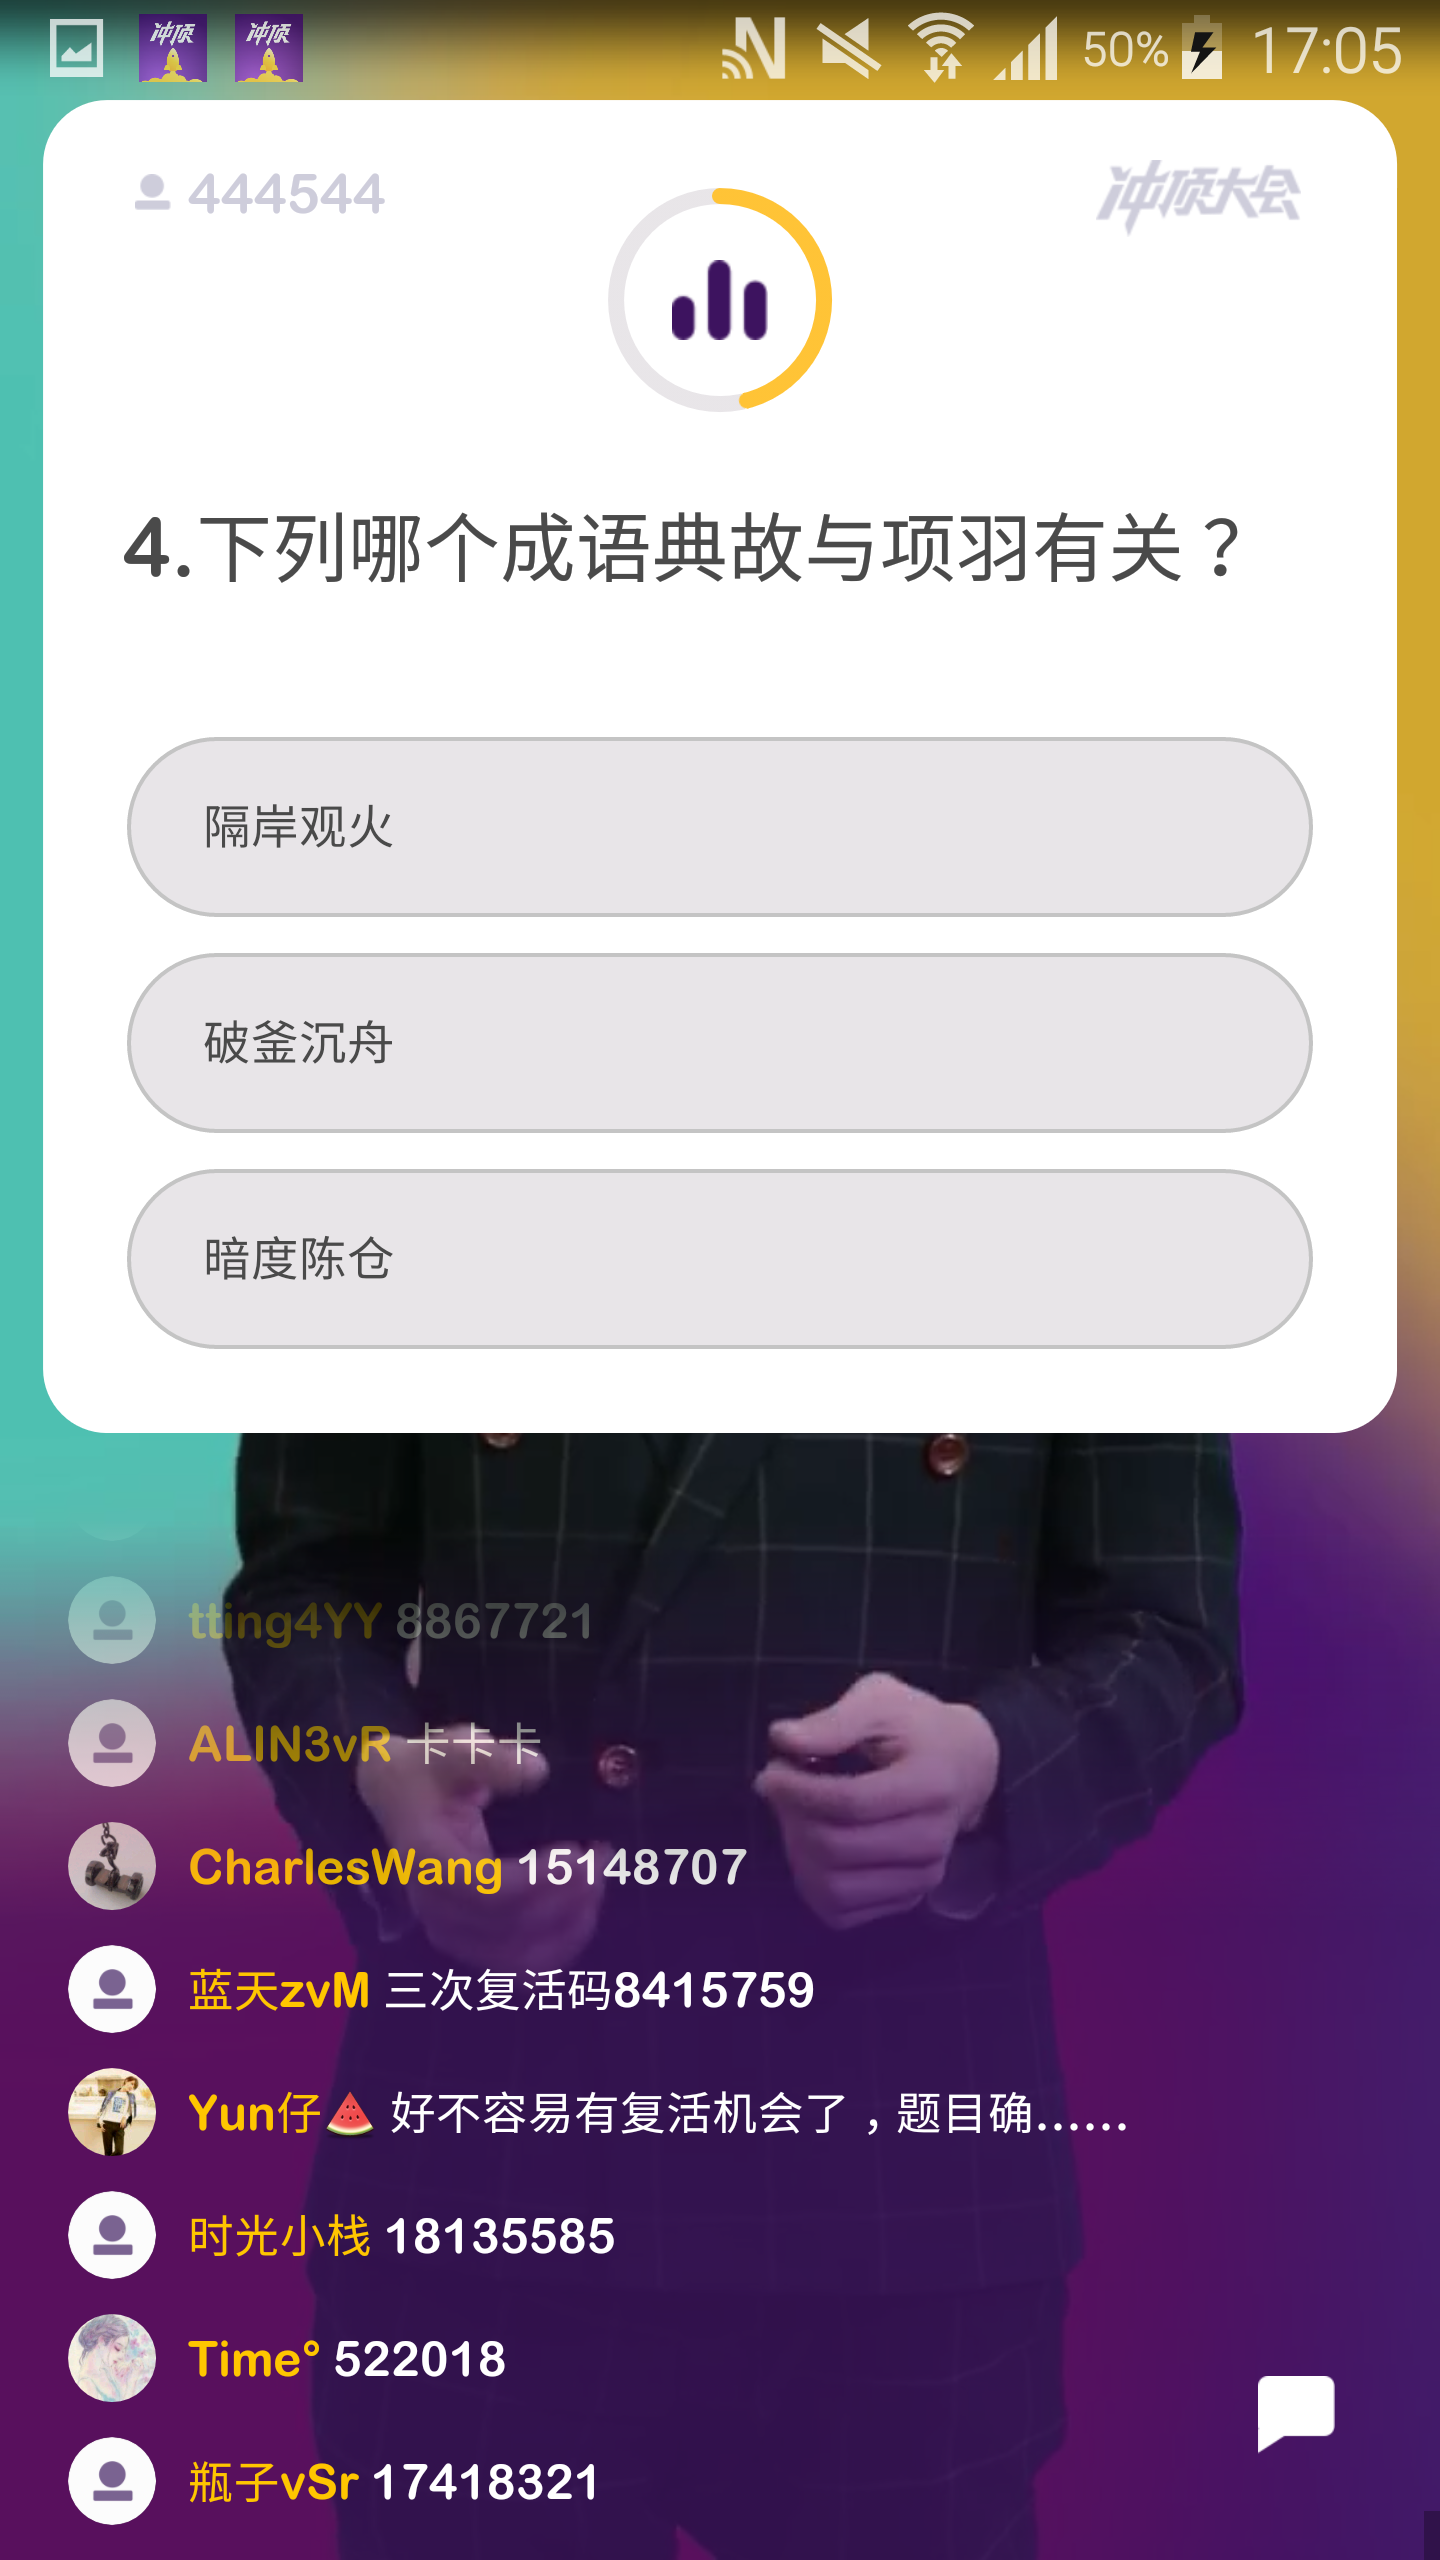 冲顶 冲顶 50% 17:05
444544
冲顶大会
4.下列哪个成语典故与项羽有关？
隔岸观火
破釜沉舟
暗度陈仓
tting4YY 8867721
ALIN3vR 卡卡卡
CharlesWang 15148707
蓝天zvM 三次复活码8415759
Yun仔🍉 好不容易有复活机会了，题目确……
时光小栈 18135585
Time° 522018
瓶子vSr 17418321